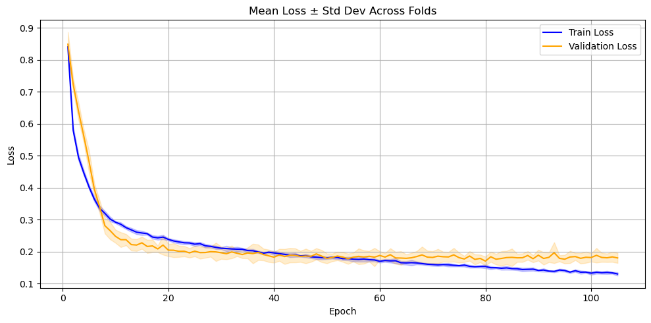 Mean Loss ± Std Dev Across Folds
Train Loss
Validation Loss
0.9
0.8
0.7
0.6
0.5
0.4
0.3
0.2
0.1
Loss
0 20 40 60 80 100
Epoch